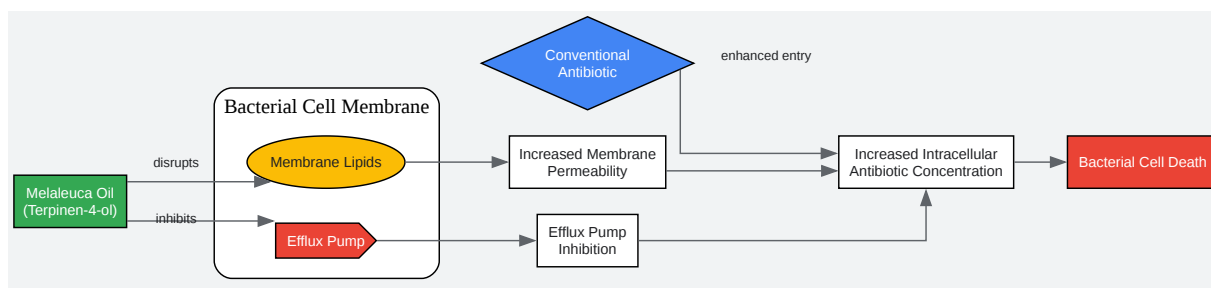 Conventional
Antibiotic
enhanced entry
Bacterial Cell Membrane
disrupts
Membrane Lipids
Increased Membrane
Permeability
Increased Intracellular
Antibiotic Concentration
Bacterial Cell Death
Melaleuca Oil
(Terpinen-4-ol)
inhibits
Efflux Pump
Efflux Pump
Inhibition